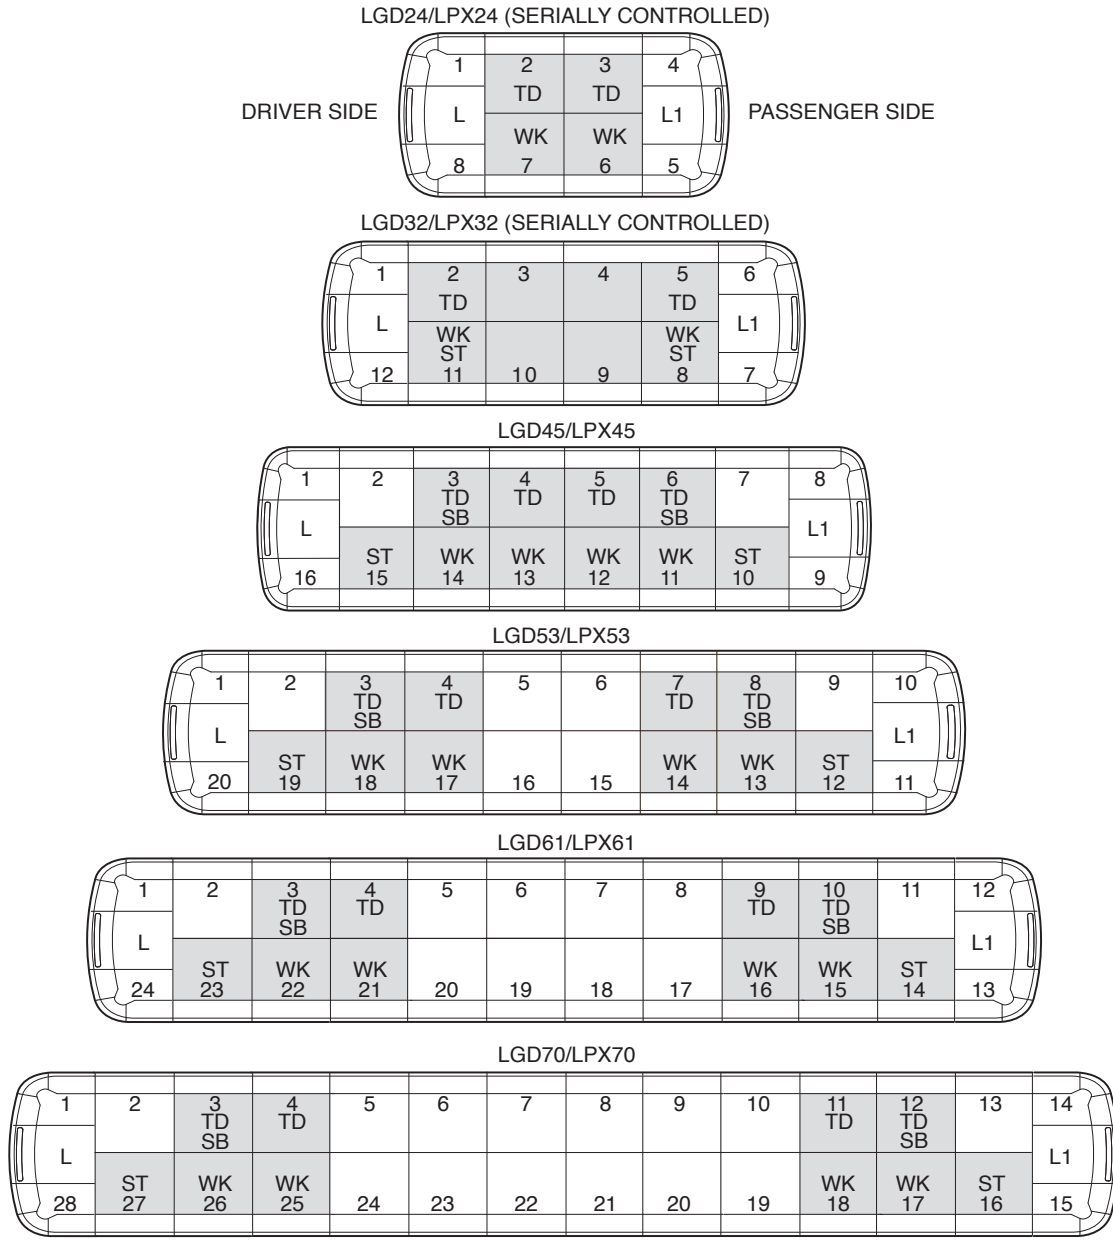 LGD24/LPX24 (SERIALLY CONTROLLED)
1 2 3 4
TD TD
DRIVER SIDE L L1 PASSENGER SIDE
WK WK
8 7 6 5
LGD32/LPX32 (SERIALLY CONTROLLED)
1 2 3 4 5 6
TD TD
L L1
WK WK
ST ST
12 11 10 9 8 7
LGD45/LPX45
1 2 3 4 5 6 7 8
TD TD TD TD
SB SB
L L1
ST WK WK WK WK ST
16 15 14 13 12 11 10 9
LGD53/LPX53
1 2 3 4 5 6 7 8 9 10
TD TD TD TD
SB SB
L L1
ST WK WK WK WK ST
20 19 18 17 16 15 14 13 12 11
LGD61/LPX61
1 2 3 4 5 6 7 8 9 10 11 12
TD TD TD TD
SB SB
L L1
ST WK WK WK WK ST
24 23 22 21 20 19 18 17 16 15 14 13
LGD70/LPX70
1 2 3 4 5 6 7 8 9 10 11 12 13 14
TD TD TD TD
SB SB
L L1
ST WK WK WK WK ST
28 27 26 25 24 23 22 21 20 19 18 17 16 15